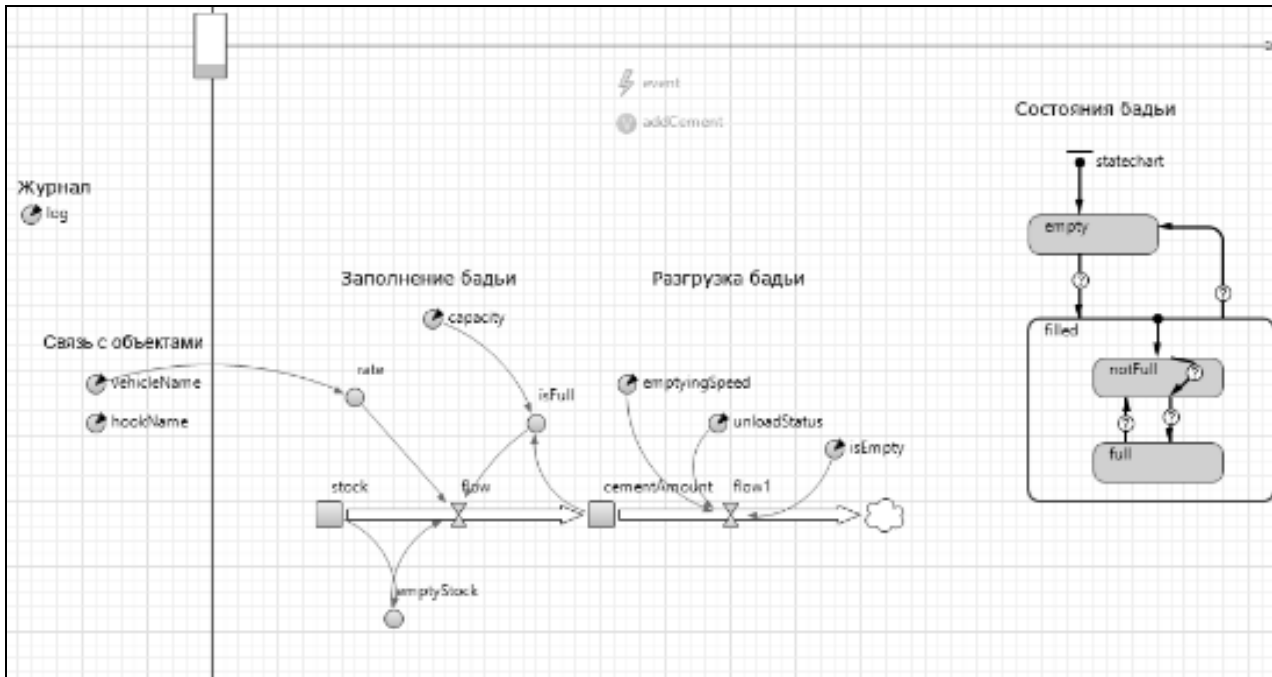 event
addCement
Состояния бадьи
statechart
Журнал
log
empty
Заполнение бадьи
Разгрузка бадьи
capacity
filled
Связь с объектами
rate
notFull
vehicleName
emptyingSpeed
isFull
hookName
unloadStatus
isEmpty
full
stock
flow
cementAmount
flow1
emptyStock
V
?
?
?
?
?